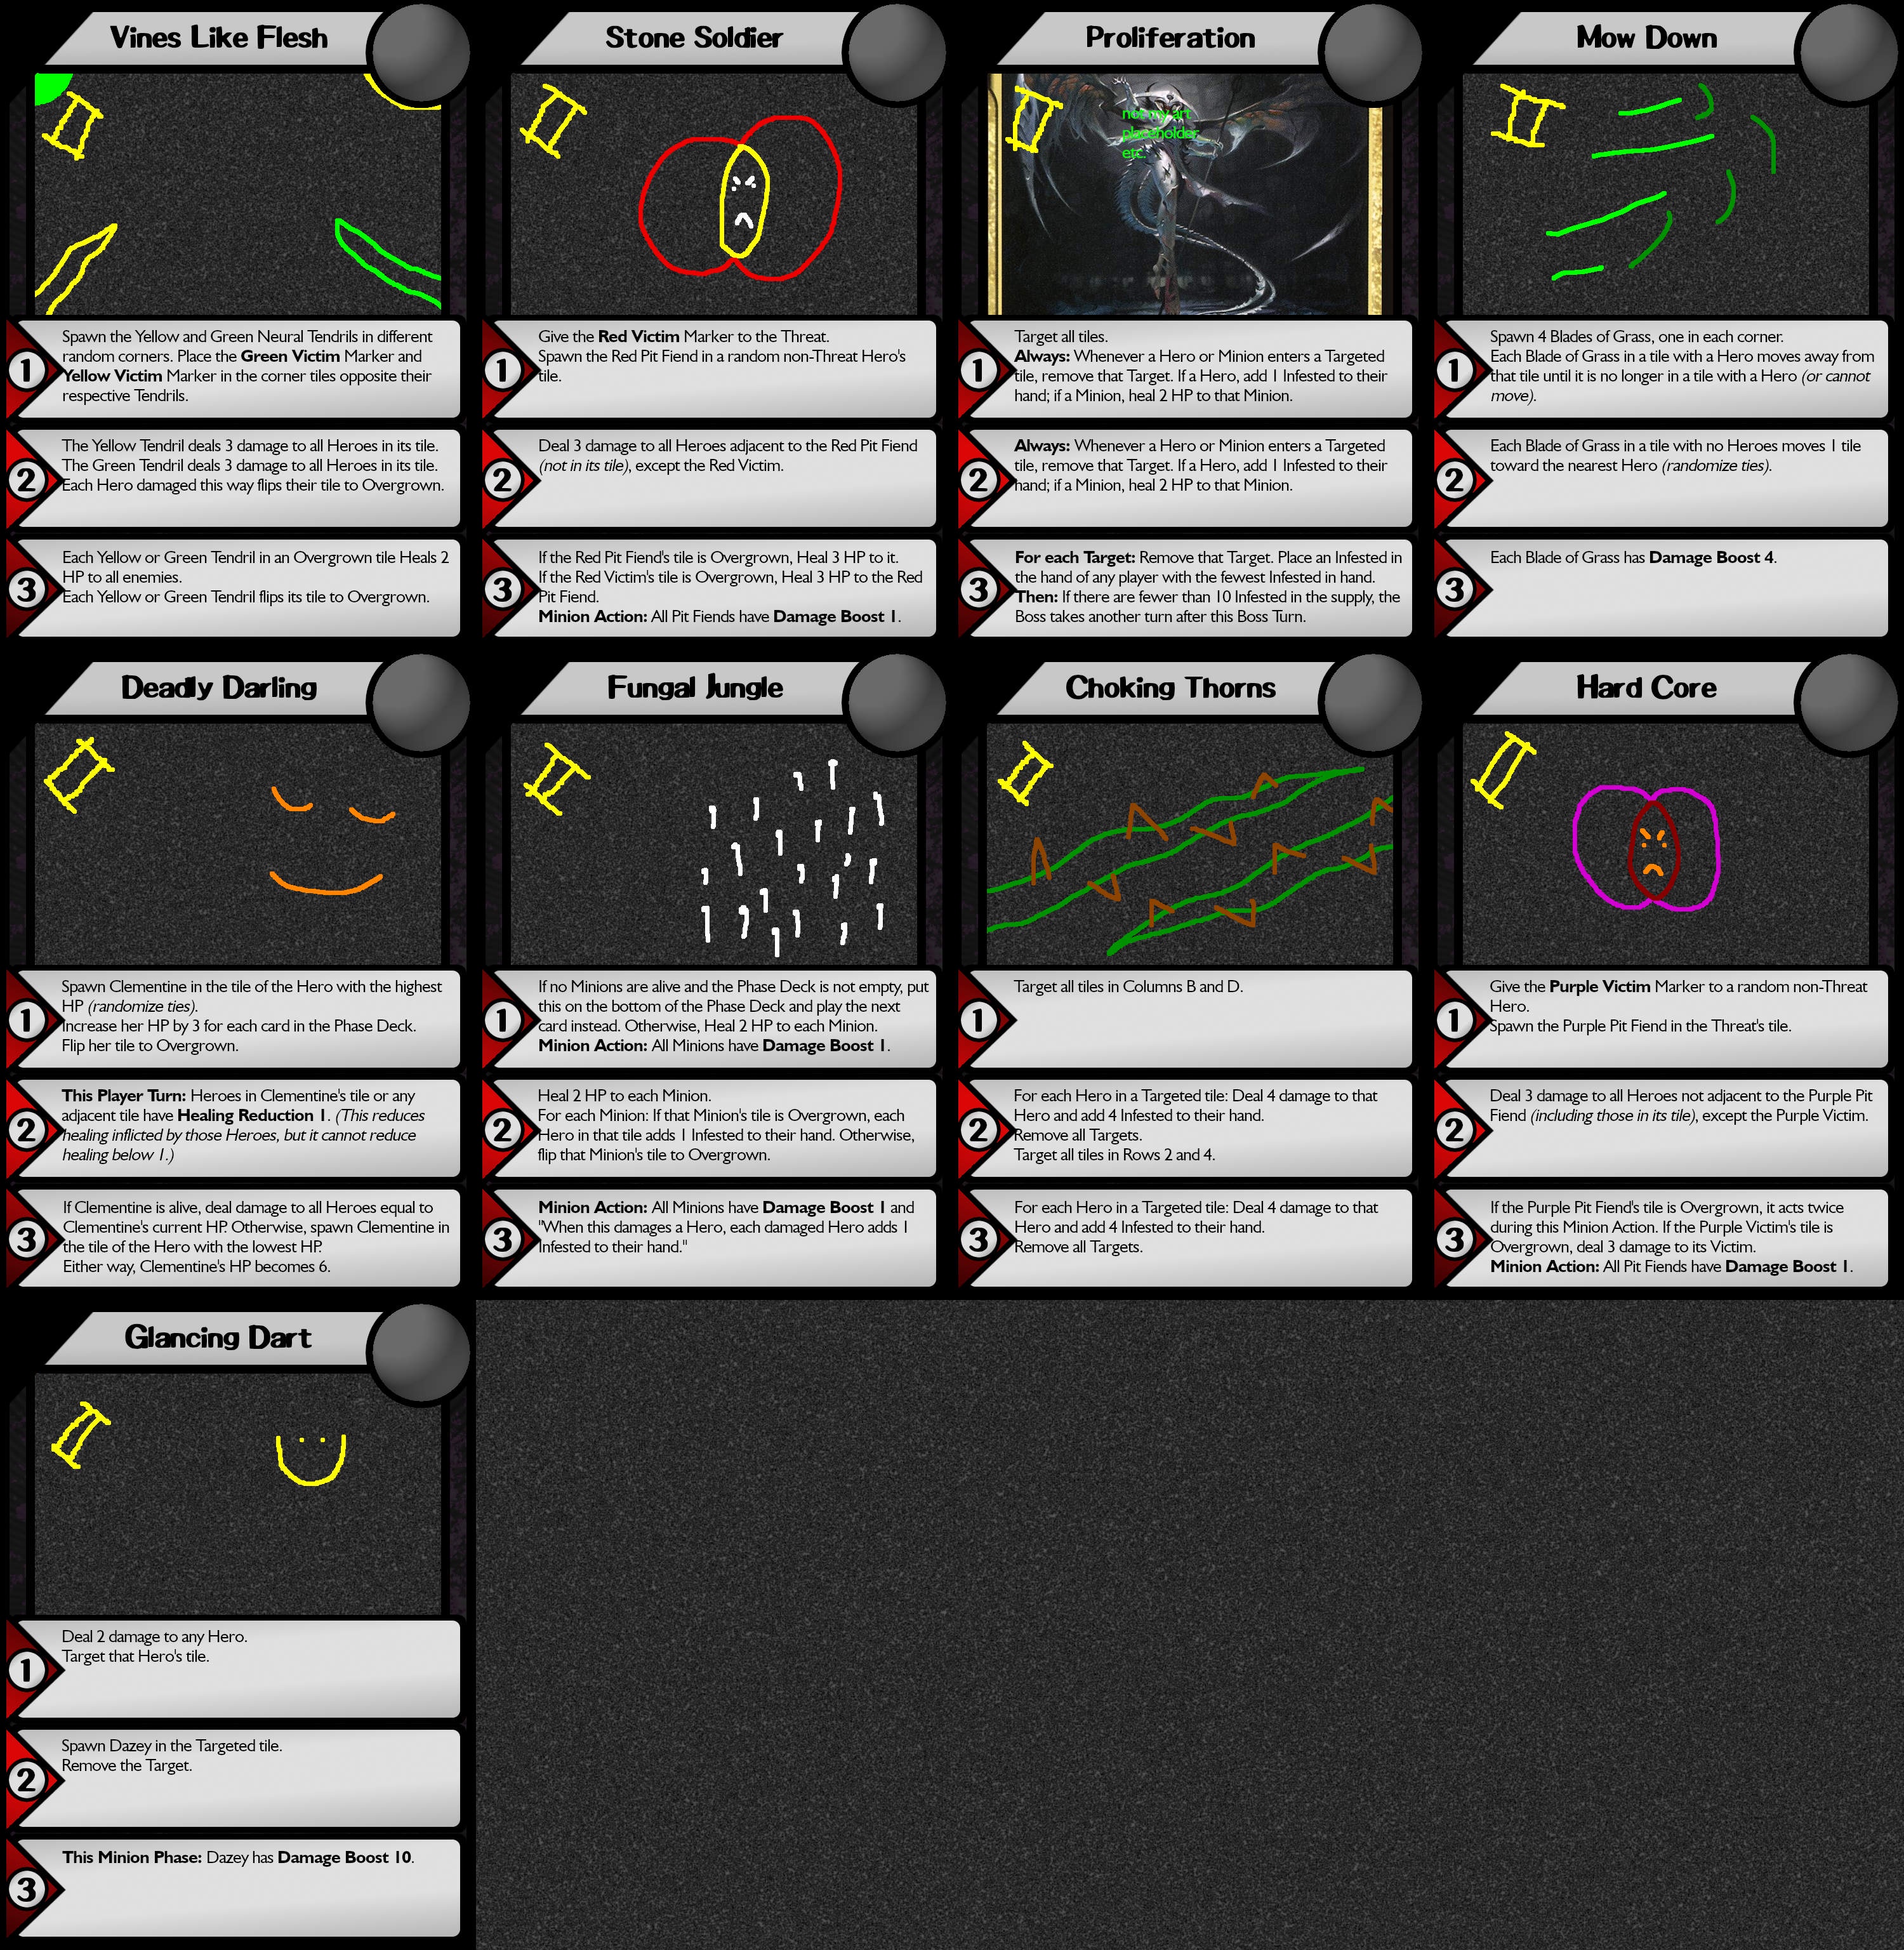 Vines Like Flesh
1
Spawn the Yellow and Green Neural Tendrils in different
random corners. Place the Green Victim Marker and
Yellow Victim Marker in the corner tiles opposite their
respective Tendrils.
2
The Yellow Tendril deals 3 damage to all Heroes in its tile.
The Green Tendril deals 3 damage to all Heroes in its tile.
Each Hero damaged this way flips their tile to Overgrown.
3
Each Yellow or Green Tendril in an Overgrown tile Heals 2
HP to all enemies.
Each Yellow or Green Tendril flips its tile to Overgrown.
Stone Soldier
1
Give the Red Victim Marker to the Threat.
Spawn the Red Pit Fiend in a random non-Threat Hero's
tile.
2
Deal 3 damage to all Heroes adjacent to the Red Pit Fiend
(not in its tile), except the Red Victim.
3
If the Red Pit Fiend's tile is Overgrown, Heal 3 HP to it.
If the Red Victim's tile is Overgrown, Heal 3 HP to the Red
Pit Fiend.
Minion Action: All Pit Fiends have Damage Boost 1.
Proliferation
not my art
placeholder
etc.
1
Target all tiles.
Always: Whenever a Hero or Minion enters a Targeted
tile, remove that Target. If a Hero, add 1 Infested to their
hand; if a Minion, heal 2 HP to that Minion.
2
Always: Whenever a Hero or Minion enters a Targeted
tile, remove that Target. If a Hero, add 1 Infested to their
hand; if a Minion, heal 2 HP to that Minion.
3
For each Target: Remove that Target. Place an Infested in
the hand of any player with the fewest Infested in hand.
Then: If there are fewer than 10 Infested in the supply, the
Boss takes another turn after this Boss Turn.
Mow Down
1
Spawn 4 Blades of Grass, one in each corner.
Each Blade of Grass in a tile with a Hero moves away from
that tile until it is no longer in a tile with a Hero (or cannot
move).
2
Each Blade of Grass in a tile with no Heroes moves 1 tile
toward the nearest Hero (randomize ties).
3
Each Blade of Grass has Damage Boost 4.
Deadly Darling
1
Spawn Clementine in the tile of the Hero with the highest
HP (randomize ties).
Increase her HP by 3 for each card in the Phase Deck.
Flip her tile to Overgrown.
2
This Player Turn: Heroes in Clementine's tile or any
adjacent tile have Healing Reduction 1. (This reduces
healing inflicted by those Heroes, but it cannot reduce
healing below 1.)
3
If Clementine is alive, deal damage to all Heroes equal to
Clementine's current HP. Otherwise, spawn Clementine in
the tile of the Hero with the lowest HP.
Either way, Clementine's HP becomes 6.
Fungal Jungle
1
If no Minions are alive and the Phase Deck is not empty, put
this on the bottom of the Phase Deck and play the next
card instead. Otherwise, Heal 2 HP to each Minion.
Minion Action: All Minions have Damage Boost 1.
2
Heal 2 HP to each Minion.
For each Minion: If that Minion's tile is Overgrown, each
Hero in that tile adds 1 Infested to their hand. Otherwise,
flip that Minion's tile to Overgrown.
3
Minion Action: All Minions have Damage Boost 1 and
"When this damages a Hero, each damaged Hero adds 1
Infested to their hand."
Choking Thorns
1
Target all tiles in Columns B and D.
2
For each Hero in a Targeted tile: Deal 4 damage to that
Hero and add 4 Infested to their hand.
Remove all Targets.
Target all tiles in Rows 2 and 4.
3
For each Hero in a Targeted tile: Deal 4 damage to that
Hero and add 4 Infested to their hand.
Remove all Targets.
Hard Core
1
Give the Purple Victim Marker to a random non-Threat
Hero.
Spawn the Purple Pit Fiend in the Threat's tile.
2
Deal 3 damage to all Heroes not adjacent to the Purple Pit
Fiend (including those in its tile), except the Purple Victim.
3
If the Purple Pit Fiend's tile is Overgrown, it acts twice
during this Minion Action. If the Purple Victim's tile is
Overgrown, deal 3 damage to its Victim.
Minion Action: All Pit Fiends have Damage Boost 1.
Glancing Dart
1
Deal 2 damage to any Hero.
Target that Hero's tile.
2
Spawn Dazey in the Targeted tile.
Remove the Target.
3
This Minion Phase: Dazey has Damage Boost 10.